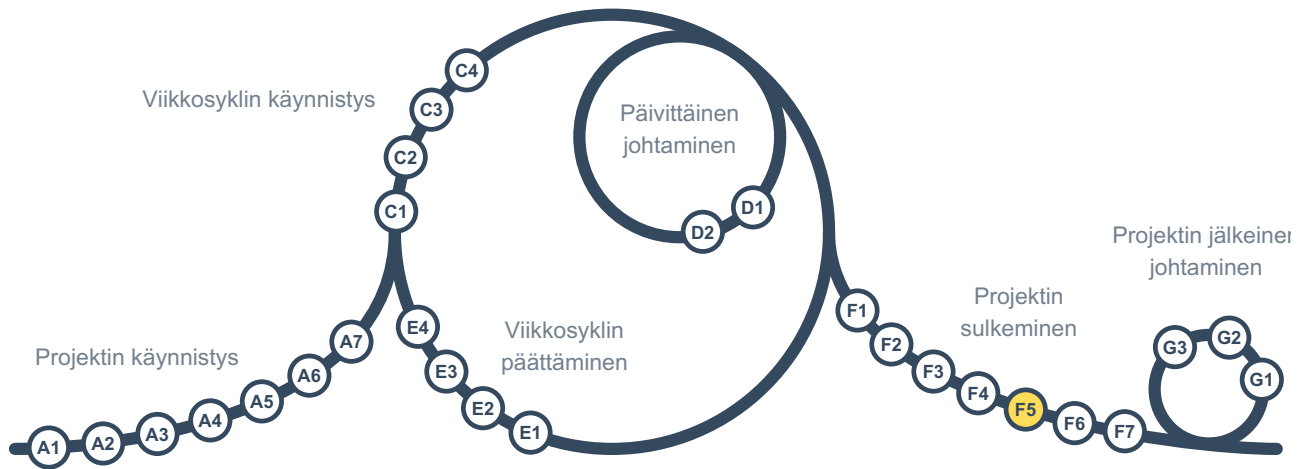 Projektin käynnistys
A1
A2
A3
A4
A5
A6
A7
Viikkosyklin käynnistys
C1
C2
C3
C4
Päivittäinen
johtaminen
D1
D2
Viikkosyklin
päättäminen
E1
E2
E3
E4
Projektin
sulkeminen
F1
F2
F3
F4
F5
F6
F7
Projektin jälkeinen
johtaminen
G1
G2
G3